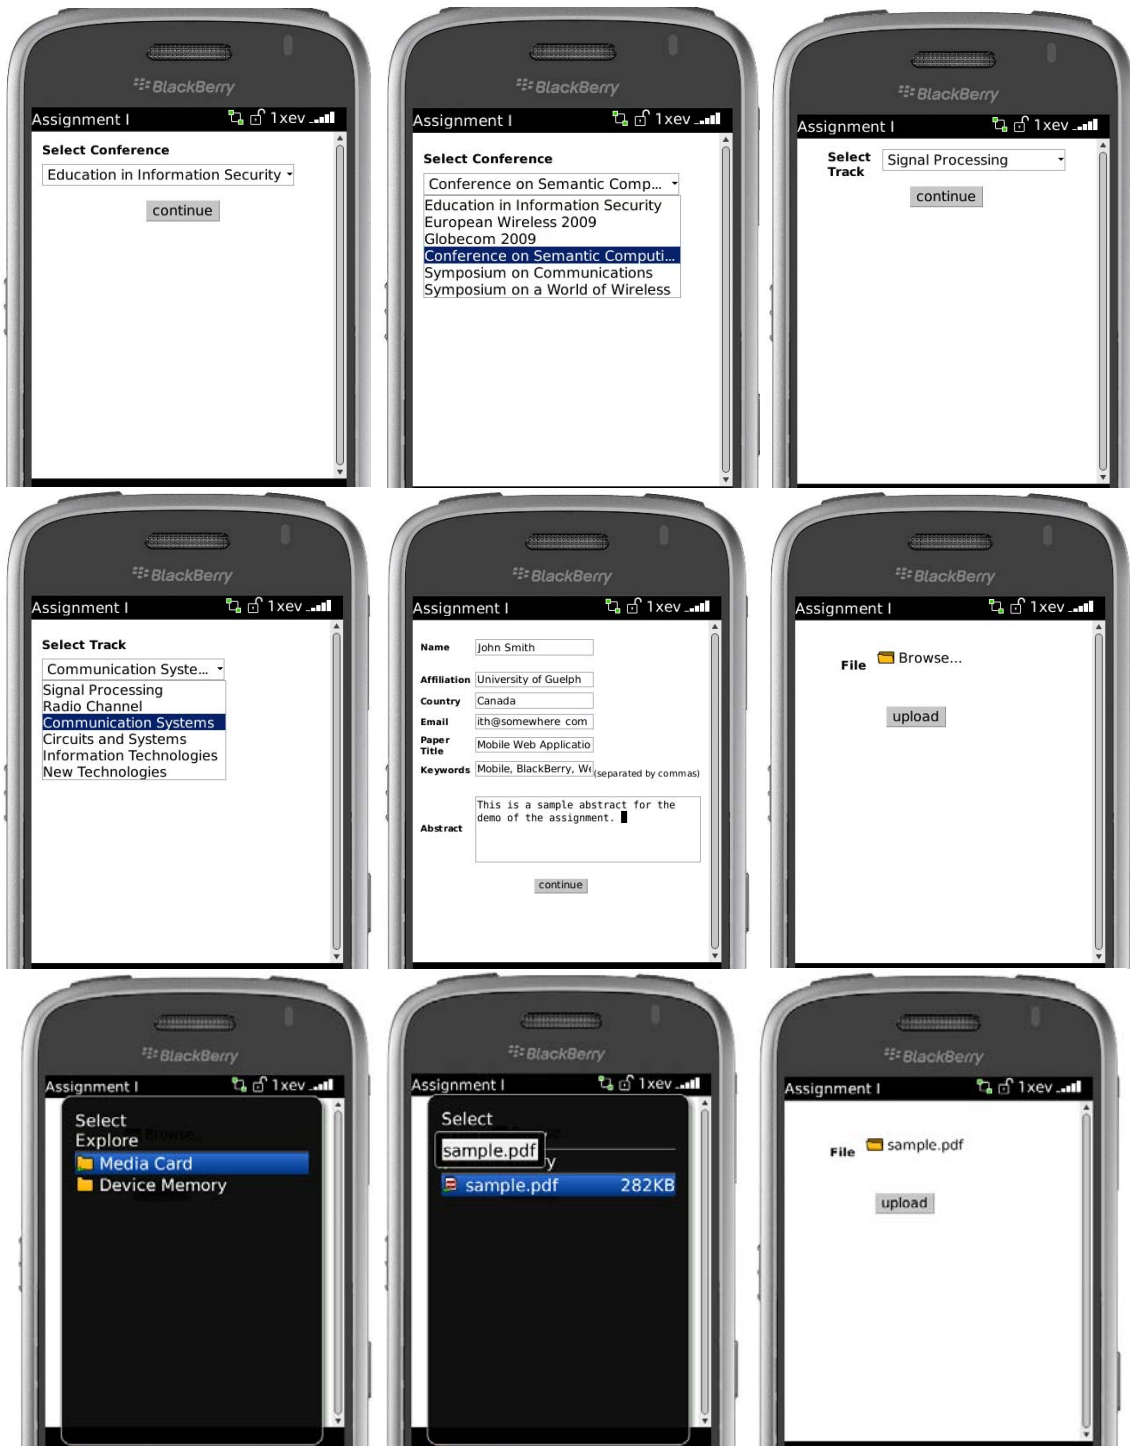 BlackBerry
Assignment I 1xev
Select Conference
Education in Information Security
continue
BlackBerry
Assignment I 1xev
Select Conference
Conference on Semantic Comp...
Education in Information Security
European Wireless 2009
Globecom 2009
Conference on Semantic Computi...
Symposium on Communications
Symposium on a World of Wireless
BlackBerry
Assignment I 1xev
Select Track
Signal Processing
continue
BlackBerry
Assignment I 1xev
Select Track
Communication Syste...
Signal Processing
Radio Channel
Communication Systems
Circuits and Systems
Information Technologies
New Technologies
BlackBerry
Assignment I 1xev
Name John Smith
Affiliation University of Guelph
Country Canada
Email ith@somewhere com
Paper Title Mobile Web Applicatio
Keywords Mobile, BlackBerry, We (separated by commas)
Abstract
This is a sample abstract for the
demo of the assignment.
continue
BlackBerry
Assignment I 1xev
File Browse...
upload
BlackBerry
Assignment I 1xev
Select
Explore
Browse...
Media Card
Device Memory
BlackBerry
Assignment I 1xev
Select
sample.pdf
y
sample.pdf 282KB
BlackBerry
Assignment I 1xev
File sample.pdf
upload